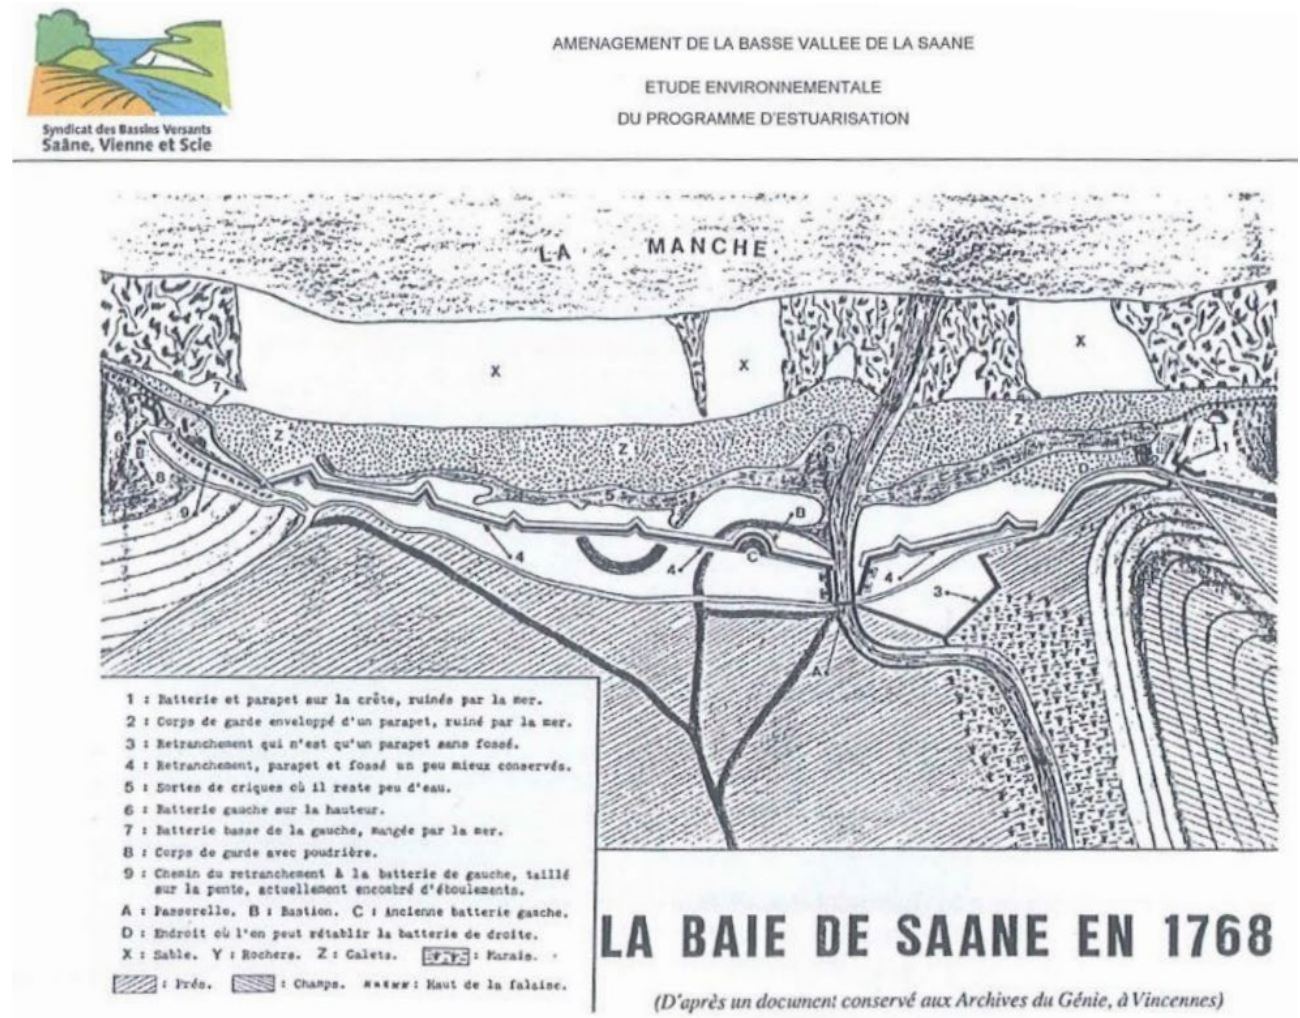 AMENAGEMENT DE LA BASSE VALLEE DE LA SAANE
ETUDE ENVIRONNEMENTALE
DU PROGRAMME D'ESTUARISATION
Syndicat des Bassins Versants
Saâne, Vienne et Scie
LA MANCHE
X
X
X
7
Z
Z
Z
6
8
9
5
5
D
1
B
4
4
C
4
3
A
1 : Batterie et parapet sur la crête, ruinés par la mer.
2 : Corps de garde enveloppé d'un parapet, ruiné par la mer.
3 : Retranchement qui n'est qu'un parapet sans fossé.
4 : Retranchement, parapet et fossé un peu mieux conservés.
5 : Sortes de criques où il reste peu d'eau.
6 : Batterie gauche sur la hauteur.
7 : Batterie basse de la gauche, mangée par la mer.
8 : Corps de garde avec poudrière.
9 : Chemin du retranchement à la batterie de gauche, taillé
sur la pente, actuellement encombré d'éboulements.
A : Passerelle. B : Bastion. C : Ancienne batterie gauche.
D : Endroit où l'on peut rétablir la batterie de droite.
X : Sable. Y : Rochers. Z : Galets. : Marais.
: Prés. : Champs. : Haut de la falaise.
LA BAIE DE SAANE EN 1768
(D'après un document conservé aux Archives du Génie, à Vincennes)